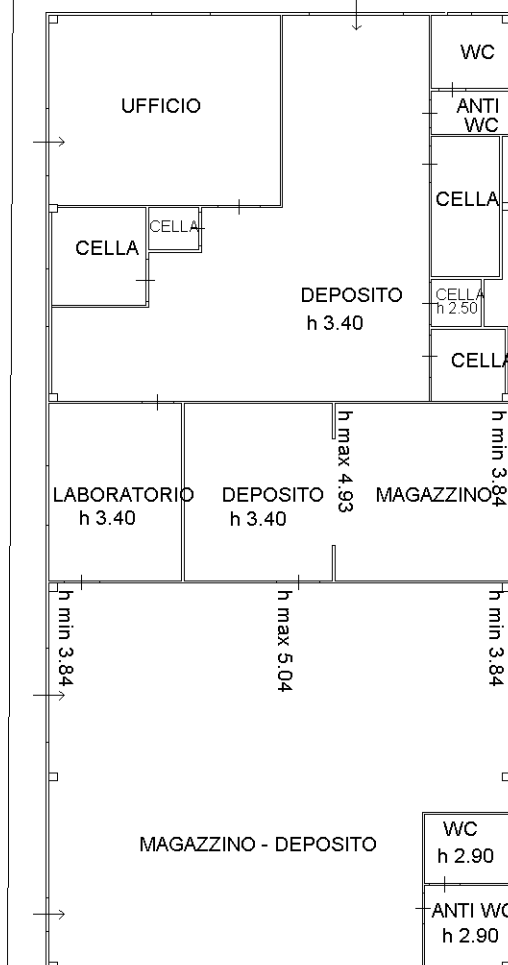 WC
UFFICIO
ANTI
WC
CELLA
CELLA
CELLA
DEPOSITO
h 3.40
CELLA
h 2.50
CELLA
h max 4.93
h min 3.84
LABORATORIO
h 3.40
DEPOSITO
h 3.40
MAGAZZINO
h min 3.84
h max 5.04
h min 3.84
MAGAZZINO - DEPOSITO
WC
h 2.90
ANTI WC
h 2.90